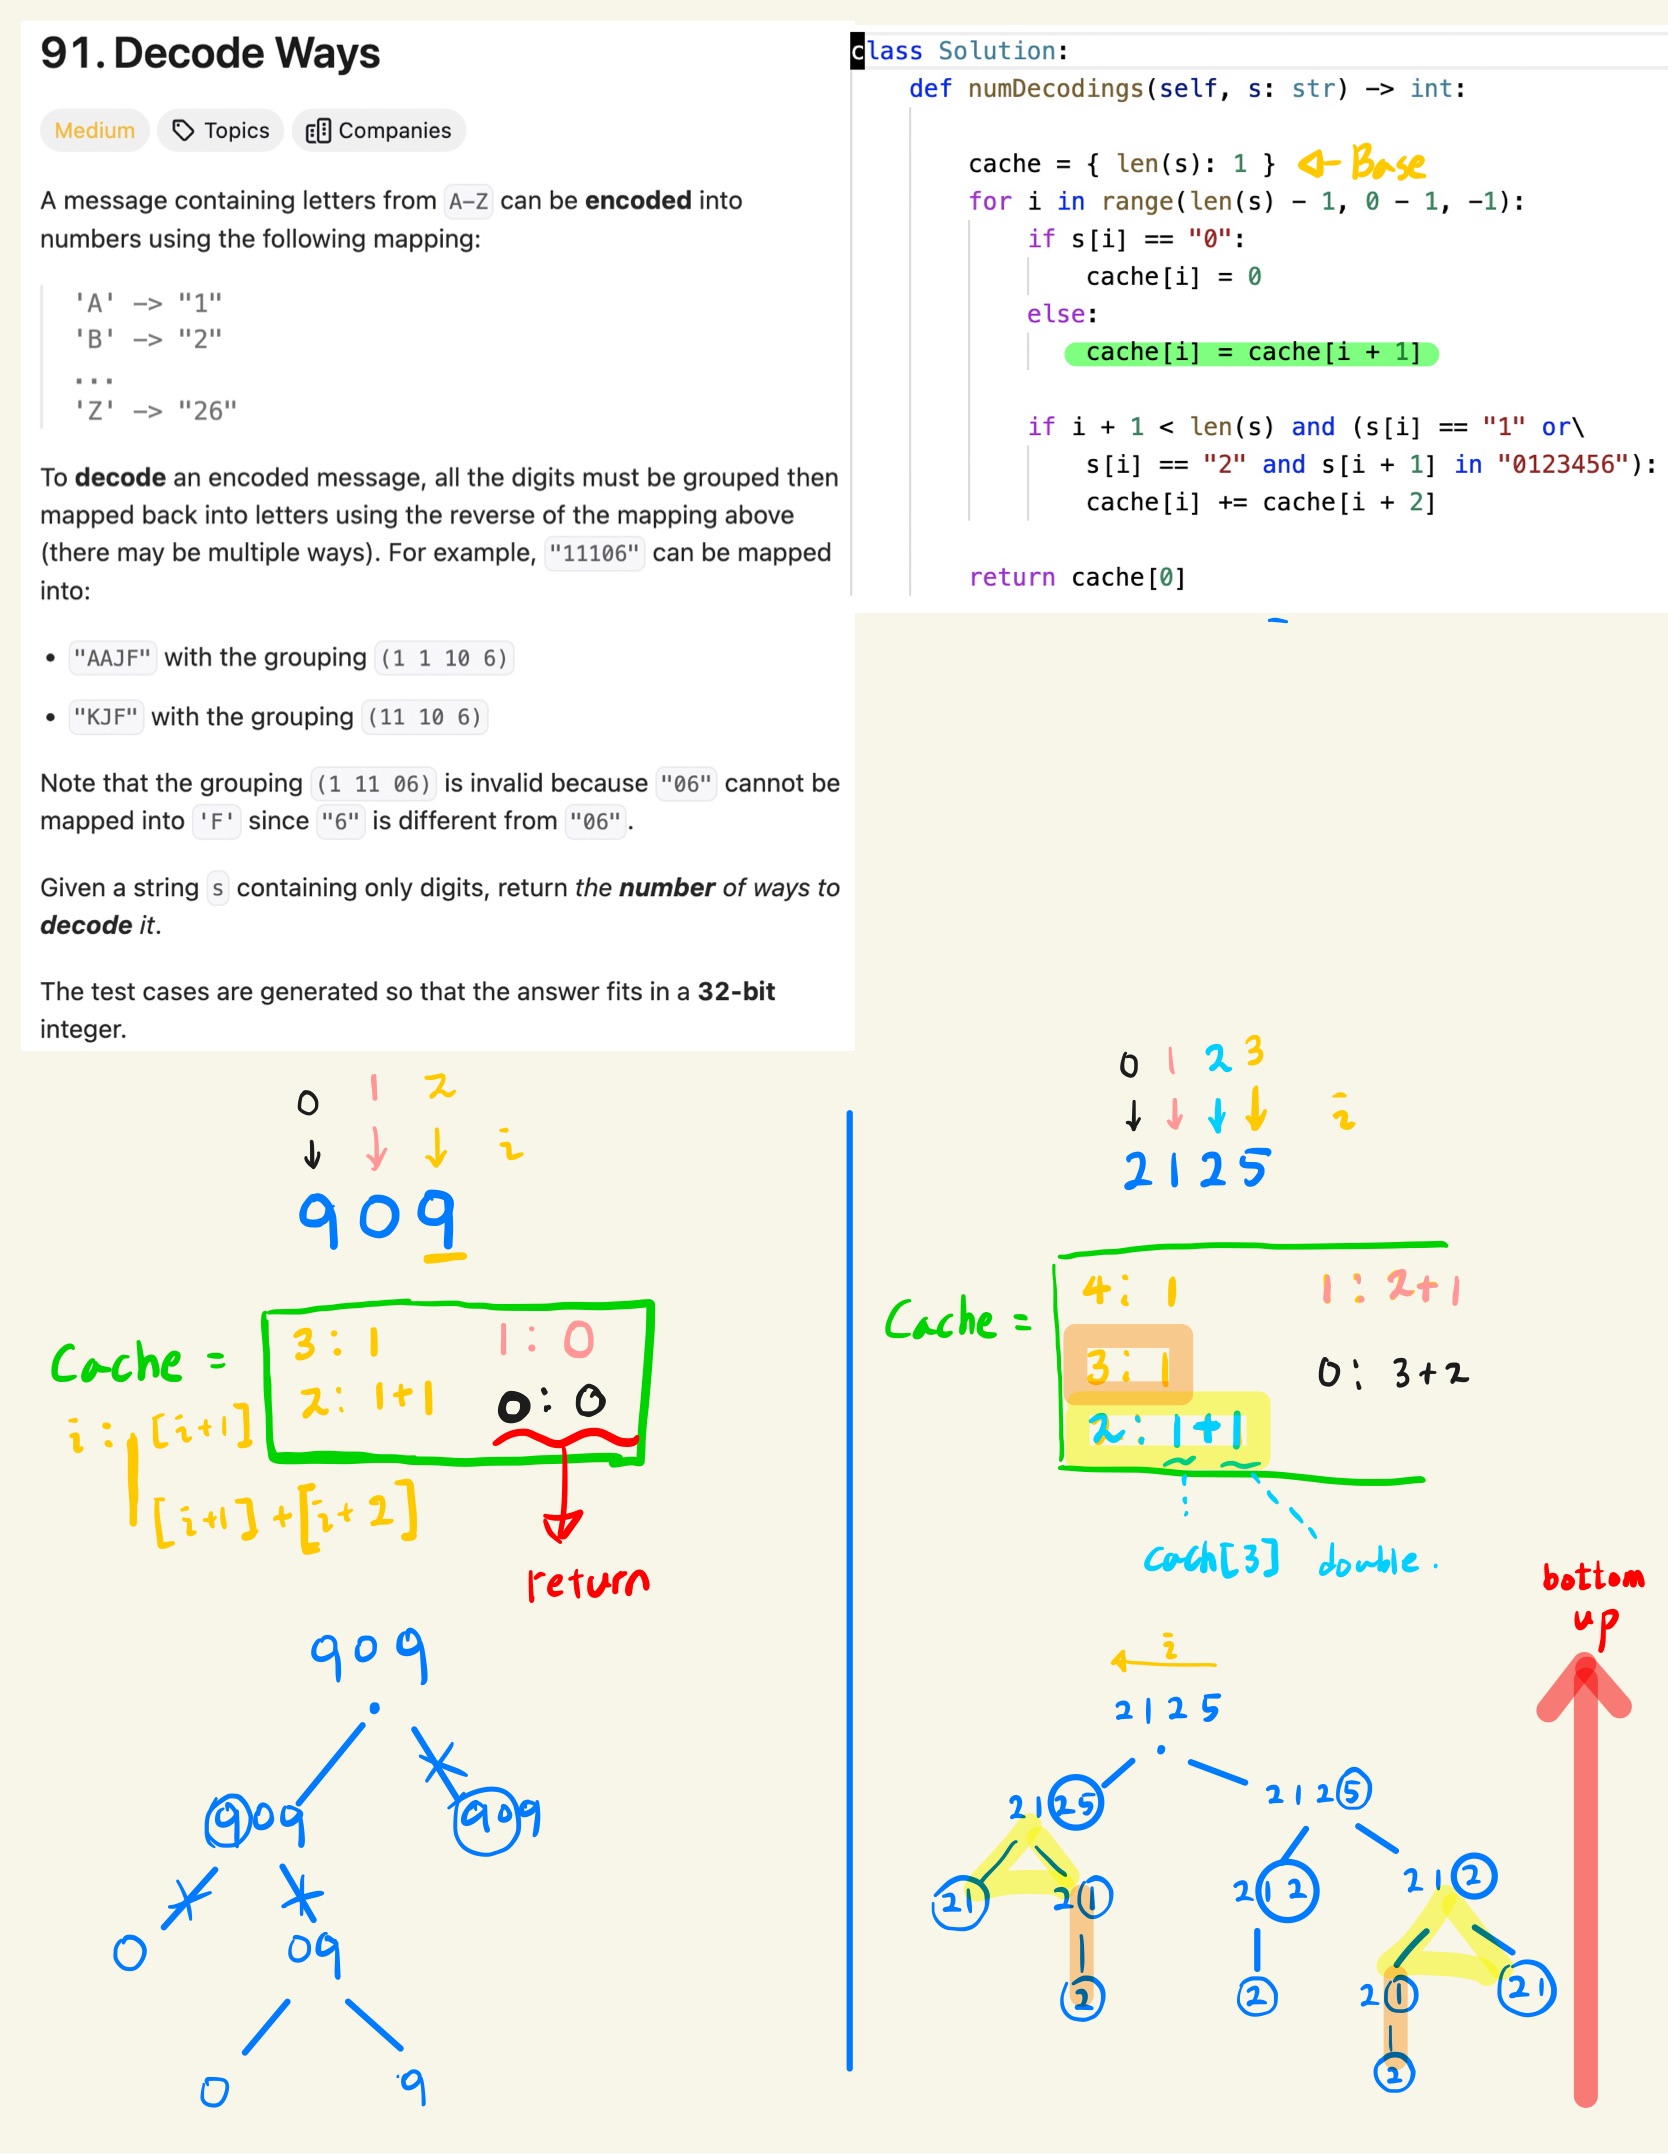 91. Decode Ways
Medium Topics Companies
A message containing letters from A-Z can be encoded into
numbers using the following mapping:
'A' -> "1"
'B' -> "2"
...
'Z' -> "26"
To decode an encoded message, all the digits must be grouped then
mapped back into letters using the reverse of the mapping above
(there may be multiple ways). For example, "11106" can be mapped
into:
• "AAJF" with the grouping (1 1 10 6)
• "KJF" with the grouping (11 10 6)
Note that the grouping (1 11 06) is invalid because "06" cannot be
mapped into 'F' since "6" is different from "06".
Given a string s containing only digits, return the number of ways to
decode it.
The test cases are generated so that the answer fits in a 32-bit
integer.
class Solution:
def numDecodings(self, s: str) -> int:
cache = { len(s): 1 } ← Base
for i in range(len(s) - 1, 0 - 1, -1):
if s[i] == "0":
cache[i] = 0
else:
cache[i] = cache[i + 1]
if i + 1 < len(s) and (s[i] == "1" or\
s[i] == "2" and s[i + 1] in "0123456"):
cache[i] += cache[i + 2]
return cache[0]
0 1 2
↓ ↓ ↓ i
909
Cache =
3: 1 1: 0
2: 1+1 0: 0
i: [i+1]
[i+1]+[i+2]
return
909
909 909
0 09
0 9
0 1 2 3
↓ ↓ ↓ ↓ i
2125
Cache =
4: 1 1: 2+1
3: 1 0: 3+2
2: 1+1
cach[3] double.
bottom
up
i
2125
2125 2125
21 21 212 212
2 2 21 21
2